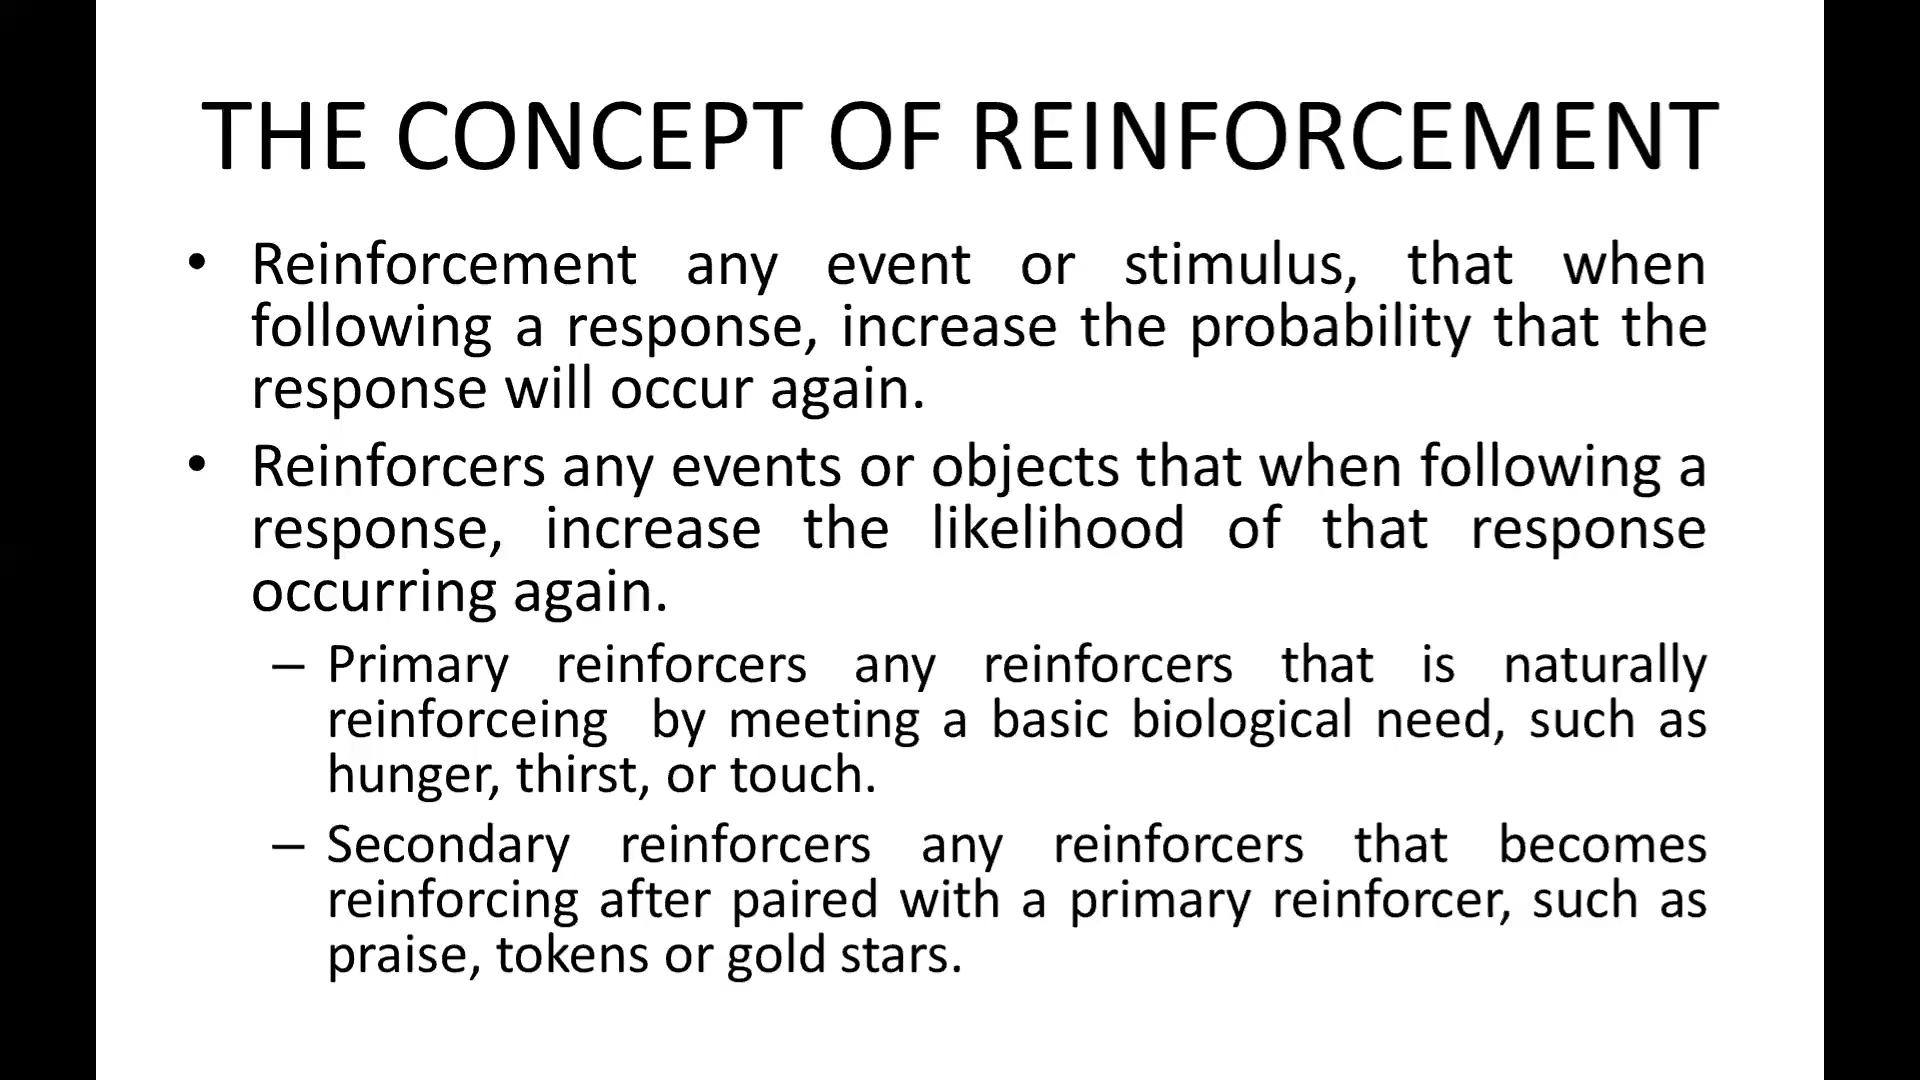 THE CONCEPT OF REINFORCEMENT
• Reinforcement any event or stimulus, that when
following a response, increase the probability that the
response will occur again.
• Reinforcers any events or objects that when following a
response, increase the likelihood of that response
occurring again.
– Primary reinforcers any reinforcers that is naturally
reinforceing by meeting a basic biological need, such as
hunger, thirst, or touch.
– Secondary reinforcers any reinforcers that becomes
reinforcing after paired with a primary reinforcer, such as
praise, tokens or gold stars.